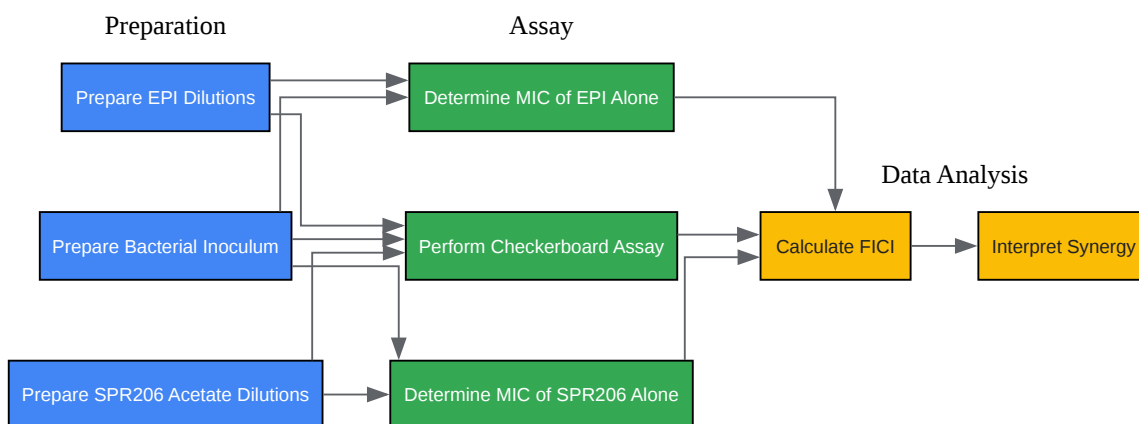 Preparation
Assay
Prepare EPI Dilutions
Determine MIC of EPI Alone
Data Analysis
Prepare Bacterial Inoculum
Perform Checkerboard Assay
Calculate FICI
Interpret Synergy
Prepare SPR206 Acetate Dilutions
Determine MIC of SPR206 Alone